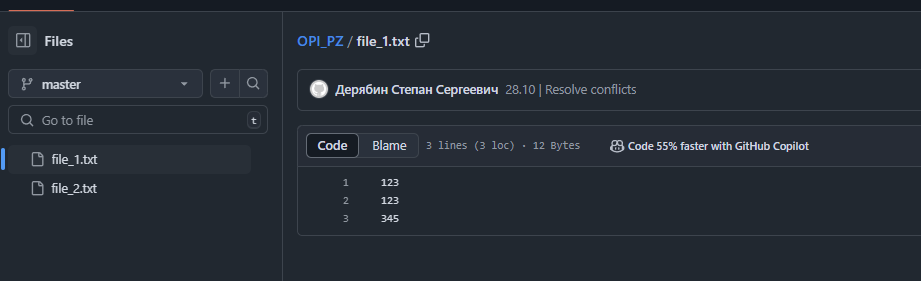 Files
master
Go to file
t
file_1.txt
file_2.txt
OPI_PZ / file_1.txt
Дерябин Степан Сергеевич 28.10 | Resolve conflicts
Code Blame 3 lines (3 loc) · 12 Bytes Code 55% faster with GitHub Copilot
1 123
2 123
3 345